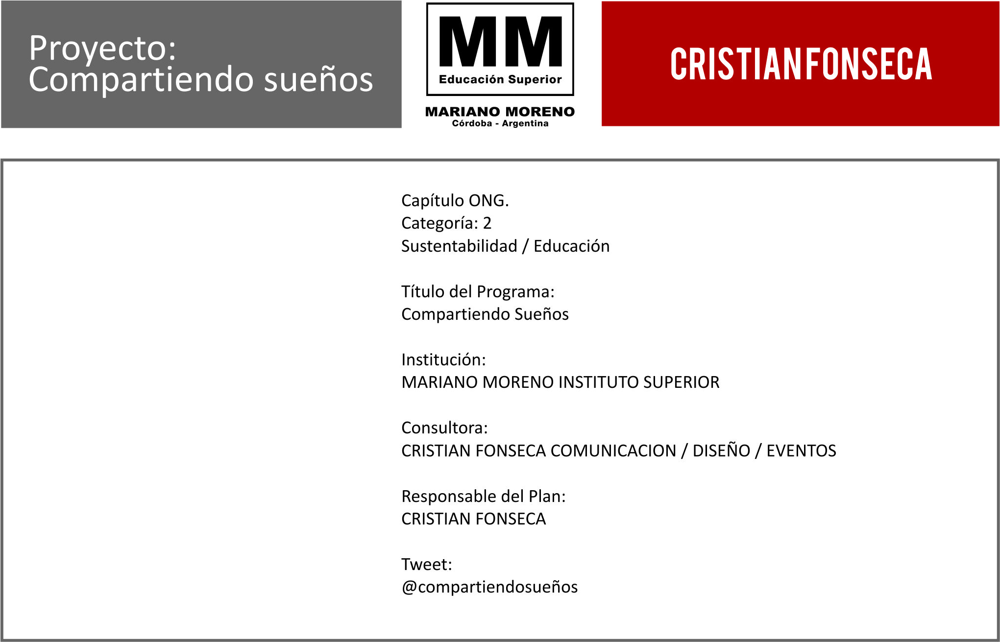 Proyecto:
Compartiendo sueños
MM
Educación Superior
MARIANO MORENO
Córdoba - Argentina
CRISTIANFONSECA
Capítulo ONG.
Categoría: 2
Sustentabilidad / Educación
Título del Programa:
Compartiendo Sueños
Institución:
MARIANO MORENO INSTITUTO SUPERIOR
Consultora:
CRISTIAN FONSECA COMUNICACION / DISEÑO / EVENTOS
Responsable del Plan:
CRISTIAN FONSECA
Tweet:
@compartiendosueños